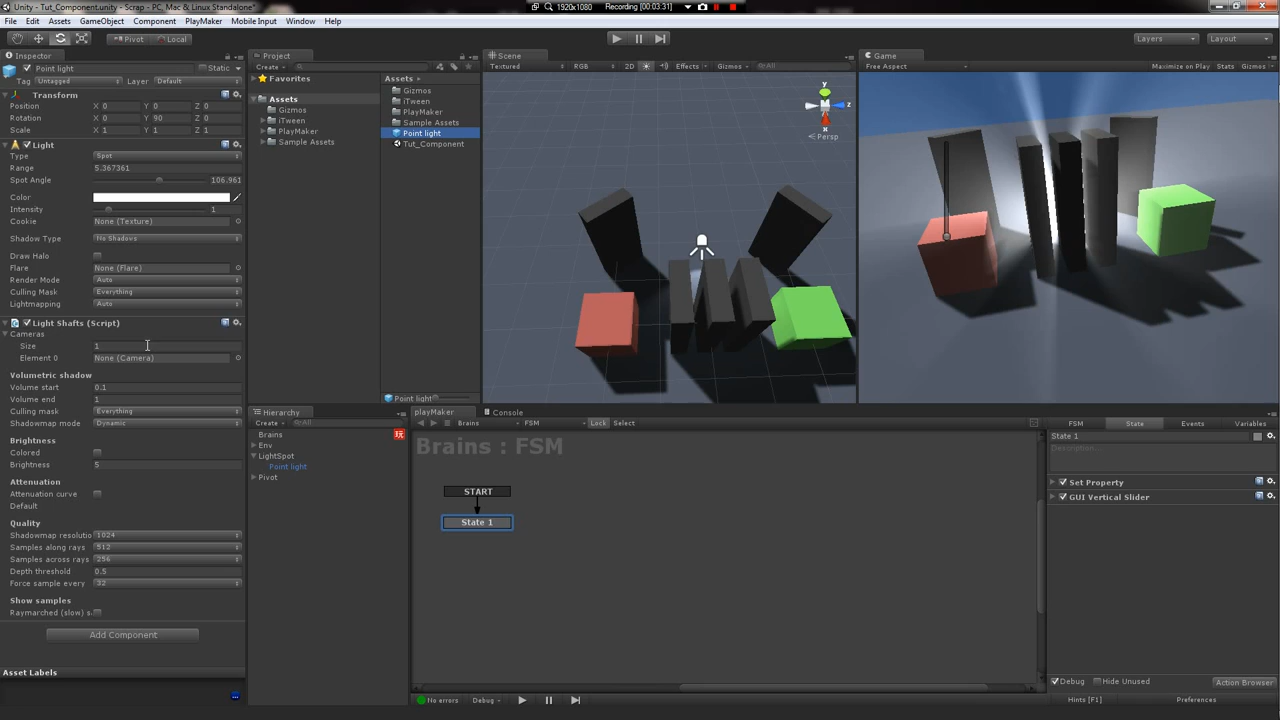 Unity - Tut_Component.unity - Scrap - PC, Mac & Linux Standalone*
1920x1080
Recording [00:03:31]
File Edit Assets GameObject Component PlayMaker Mobile Input Window Help
Pivot Local
Layers Layout
Inspector
Point light Static
Tag Untagged Layer Default
Transform
Position X 0 Y 0 Z 0
Rotation X 0 Y 90 Z 0
Scale X 1 Y 1 Z 1
Light
Type Spot
Range 5.367361
Spot Angle 106.961
Color
Intensity 1
Cookie None (Texture)
Shadow Type No Shadows
Draw Halo
Flare None (Flare)
Render Mode Auto
Culling Mask Everything
Lightmapping Auto
Light Shafts (Script)
Cameras
Size 1
Element 0 None (Camera)
Volumetric shadow
Volume start 0.1
Volume end 1
Culling mask Everything
Shadowmap mode Dynamic
Brightness
Colored
Brightness 5
Attenuation
Attenuation curve
Default
Quality
Shadowmap resolutio 1024
Samples along rays 512
Samples across rays 256
Depth threshold 0.5
Force sample every 32
Show samples
Raymarched (slow) s.
Add Component
Asset Labels
Project
Create
All
Favorites
Assets
Gizmos
iTween
PlayMaker
Sample Assets
Assets
Gizmos
iTween
PlayMaker
Sample Assets
Point light
Tut_Component
Point light
Scene
Textured RGB 2D Effects Gizmos All
y
z
x
Persp
Game
Free Aspect Maximize on Play Stats Gizmos
Hierarchy
Create All
Brains
Env
LightSpot
Point light
Pivot
playMaker Console
Brains FSM Lock Select
Brains : FSM
START
State 1
No errors Debug
FSM State Events Variables
State 1
Description...
Set Property
GUI Vertical Slider
Debug Hide Unused Action Browser
Hints [F1] Preferences